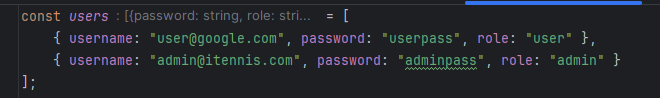 const users : [{password: string, role: stri... = [
{ username: "user@google.com", password: "userpass", role: "user" },
{ username: "admin@itennis.com", password: "adminpass", role: "admin" }
];